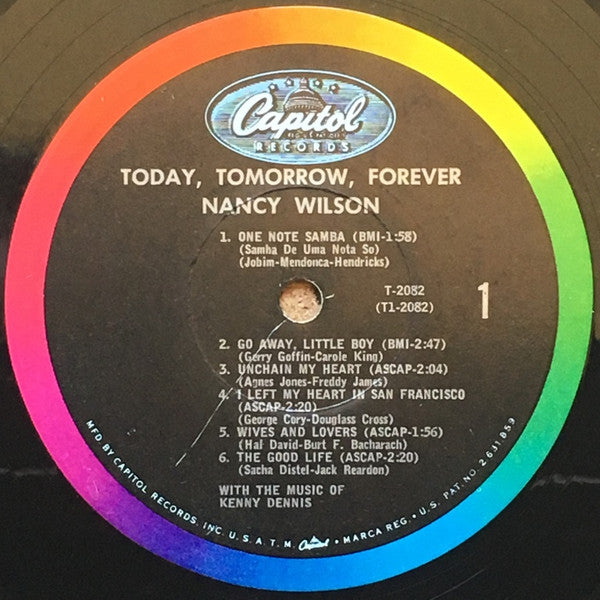 Capitol
RECORDS
TODAY, TOMORROW, FOREVER
NANCY WILSON
1. ONE NOTE SAMBA (BMI-1:58)
(Samba De Uma Nota So)
(Jobim-Mendonca-Hendricks)
T-2082
(T1-2082)
1
2. GO AWAY, LITTLE BOY (BMI-2:47)
(Gerry Goffin-Carole King)
3. UNCHAIN MY HEART (ASCAP-2:04)
(Agnes Jones-Freddy James)
4. I LEFT MY HEART IN SAN FRANCISCO
(ASCAP-2:20)
(George Cory-Douglass Cross)
5. WIVES AND LOVERS (ASCAP-1:56)
(Hal David-Burt F. Bacharach)
6. THE GOOD LIFE (ASCAP-2:20)
(Sacha Distel-Jack Reardon)
WITH THE MUSIC OF
KENNY DENNIS
MFD. BY CAPITOL RECORDS, INC. U.S.A. T.M. Capitol • MARCA REG. • U.S. PAT. NO. 2,631,859